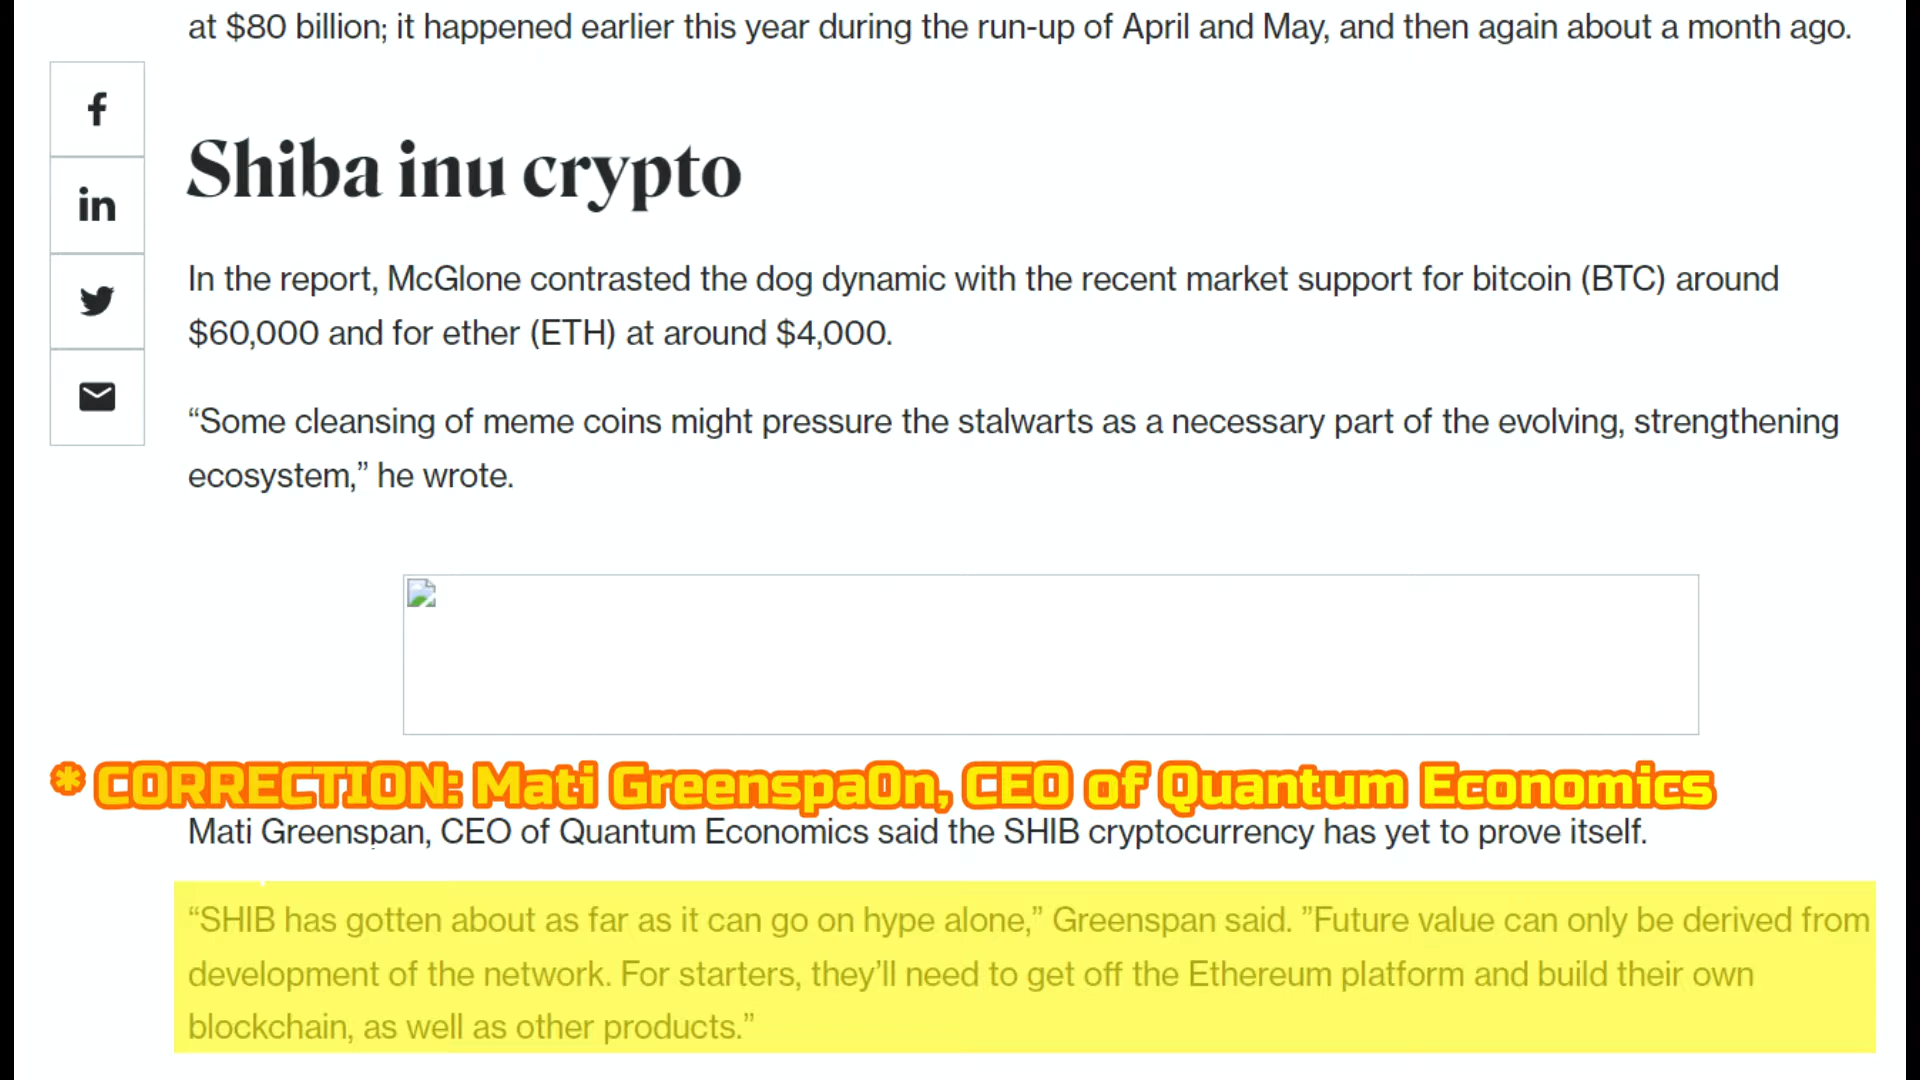 at $80 billion; it happened earlier this year during the run-up of April and May, and then again about a month ago.
f
in
Shiba inu crypto
In the report, McGlone contrasted the dog dynamic with the recent market support for bitcoin (BTC) around
$60,000 and for ether (ETH) at around $4,000.
“Some cleansing of meme coins might pressure the stalwarts as a necessary part of the evolving, strengthening
ecosystem,” he wrote.
* CORRECTION: Mati Greenspa0n, CEO of Quantum Economics
Mati Greenspan, CEO of Quantum Economics said the SHIB cryptocurrency has yet to prove itself.
“SHIB has gotten about as far as it can go on hype alone,” Greenspan said. ”Future value can only be derived from
development of the network. For starters, they’ll need to get off the Ethereum platform and build their own
blockchain, as well as other products.”